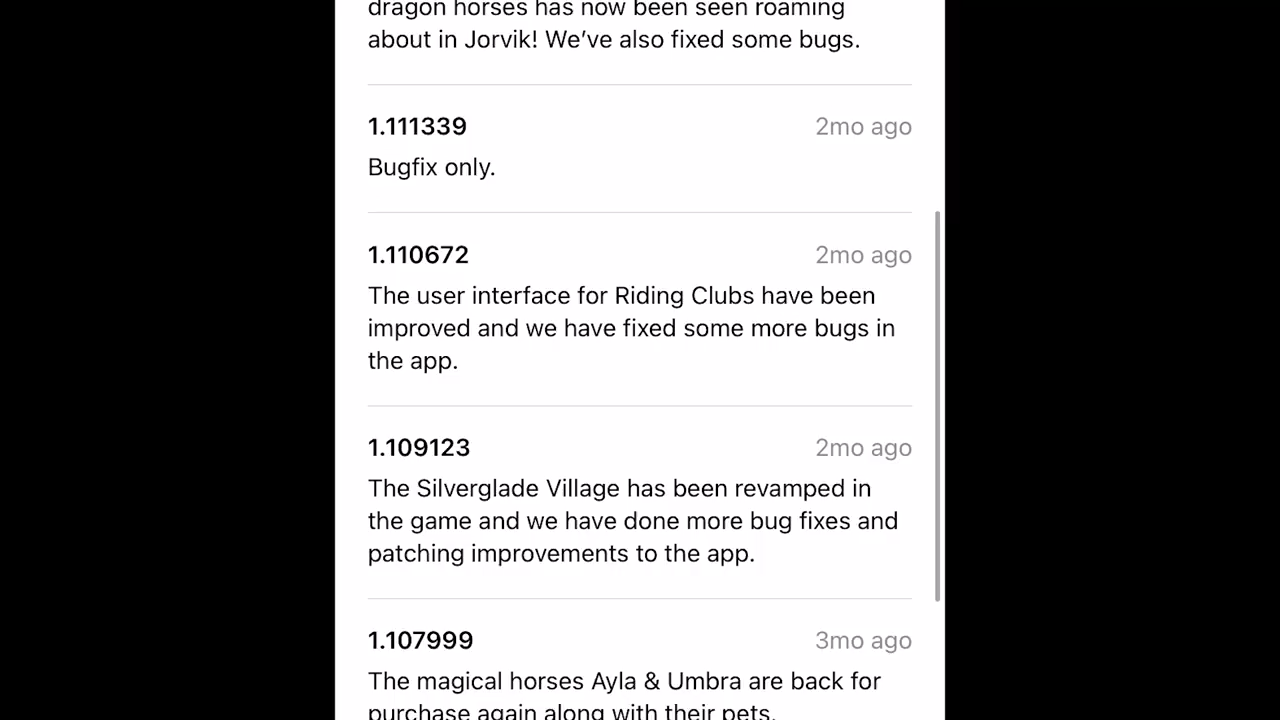 dragon horses has now been seen roaming
about in Jorvik! We’ve also fixed some bugs.
1.111339 2mo ago
Bugfix only.
1.110672 2mo ago
The user interface for Riding Clubs have been
improved and we have fixed some more bugs in
the app.
1.109123 2mo ago
The Silverglade Village has been revamped in
the game and we have done more bug fixes and
patching improvements to the app.
1.107999 3mo ago
The magical horses Ayla & Umbra are back for
purchase again along with their pets.